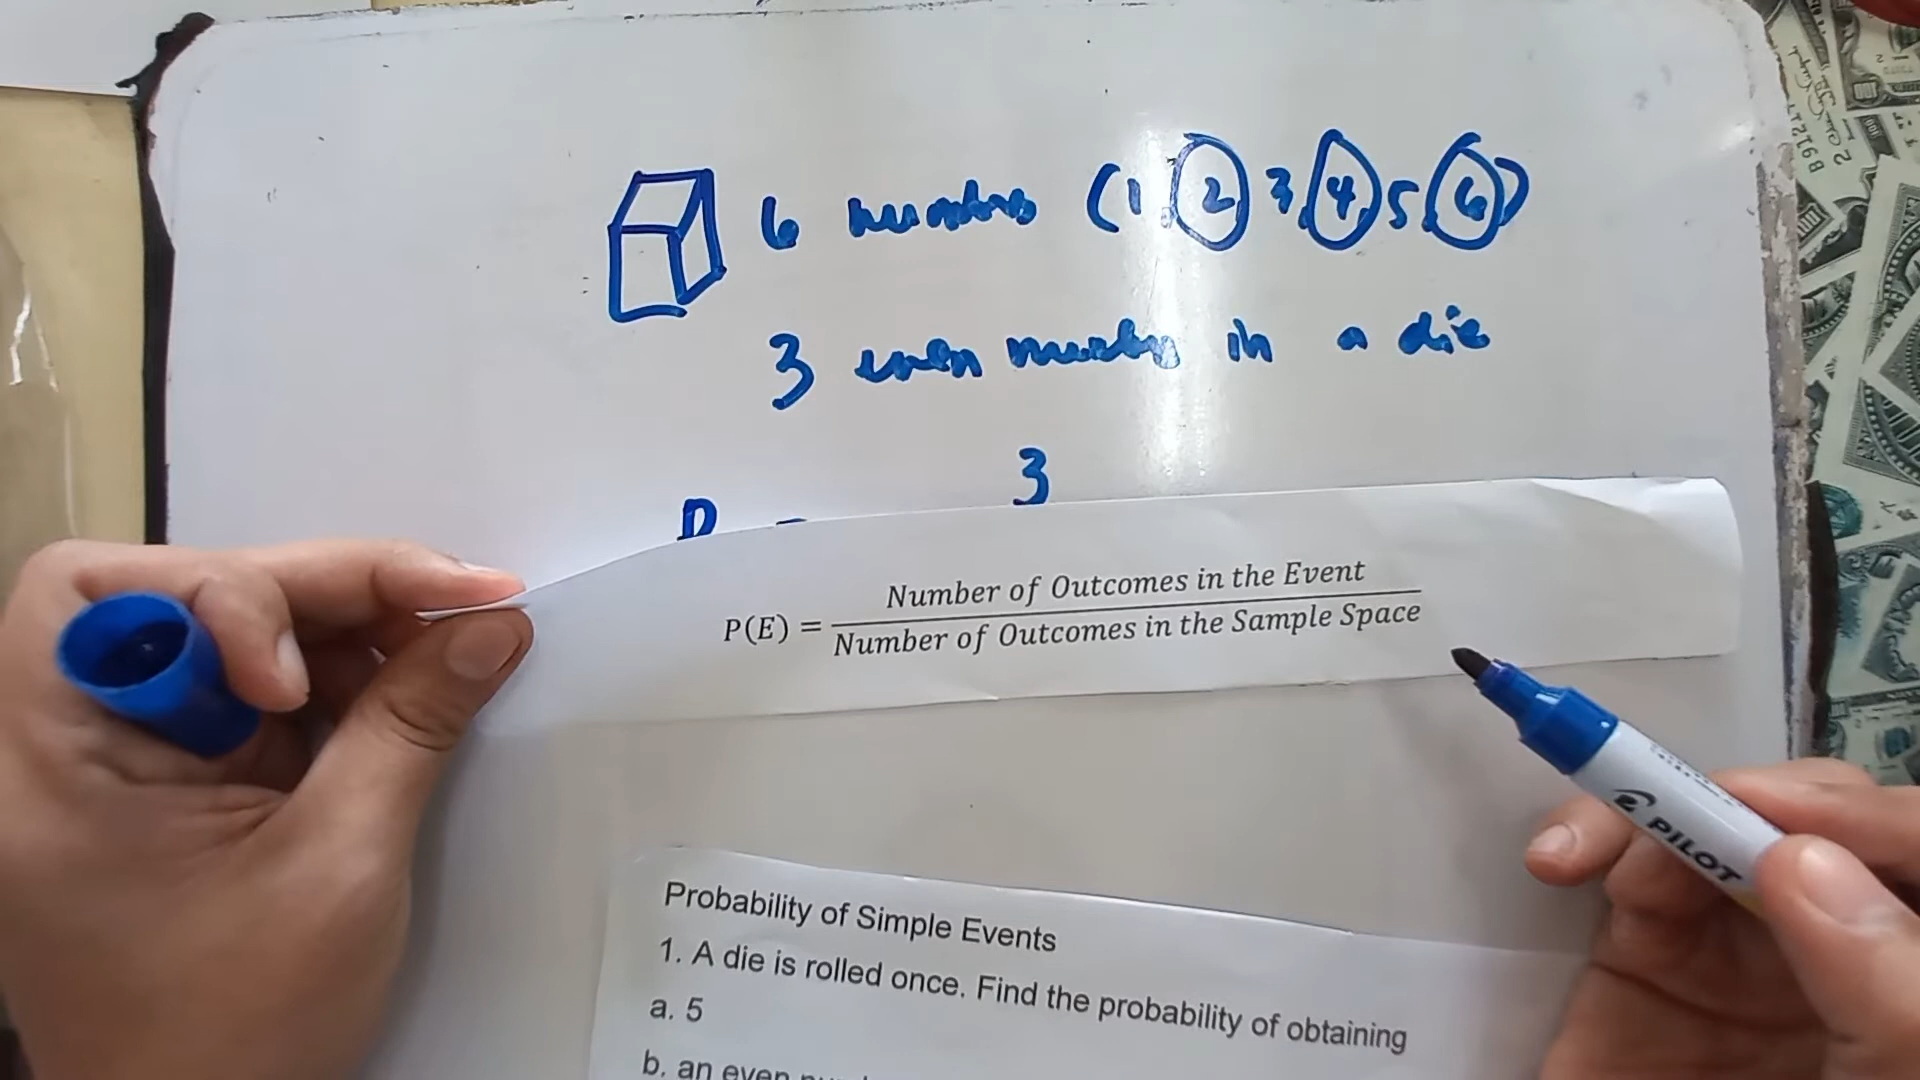 6 numbers (1, 2, 3, 4, 5, 6)
3 even numbers in a die
3
P =
P(E) = Number of Outcomes in the Event
Number of Outcomes in the Sample Space
PILOT
Probability of Simple Events
1. A die is rolled once. Find the probability of obtaining
a. 5
b. an even